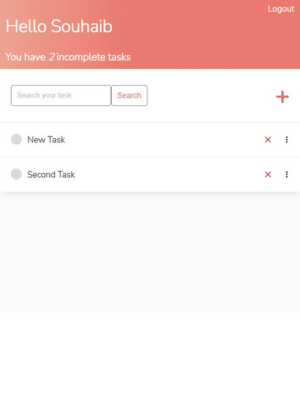 Logout
Hello Souhaib
You have 2 incomplete tasks
Search your task
Search
New Task
Second Task